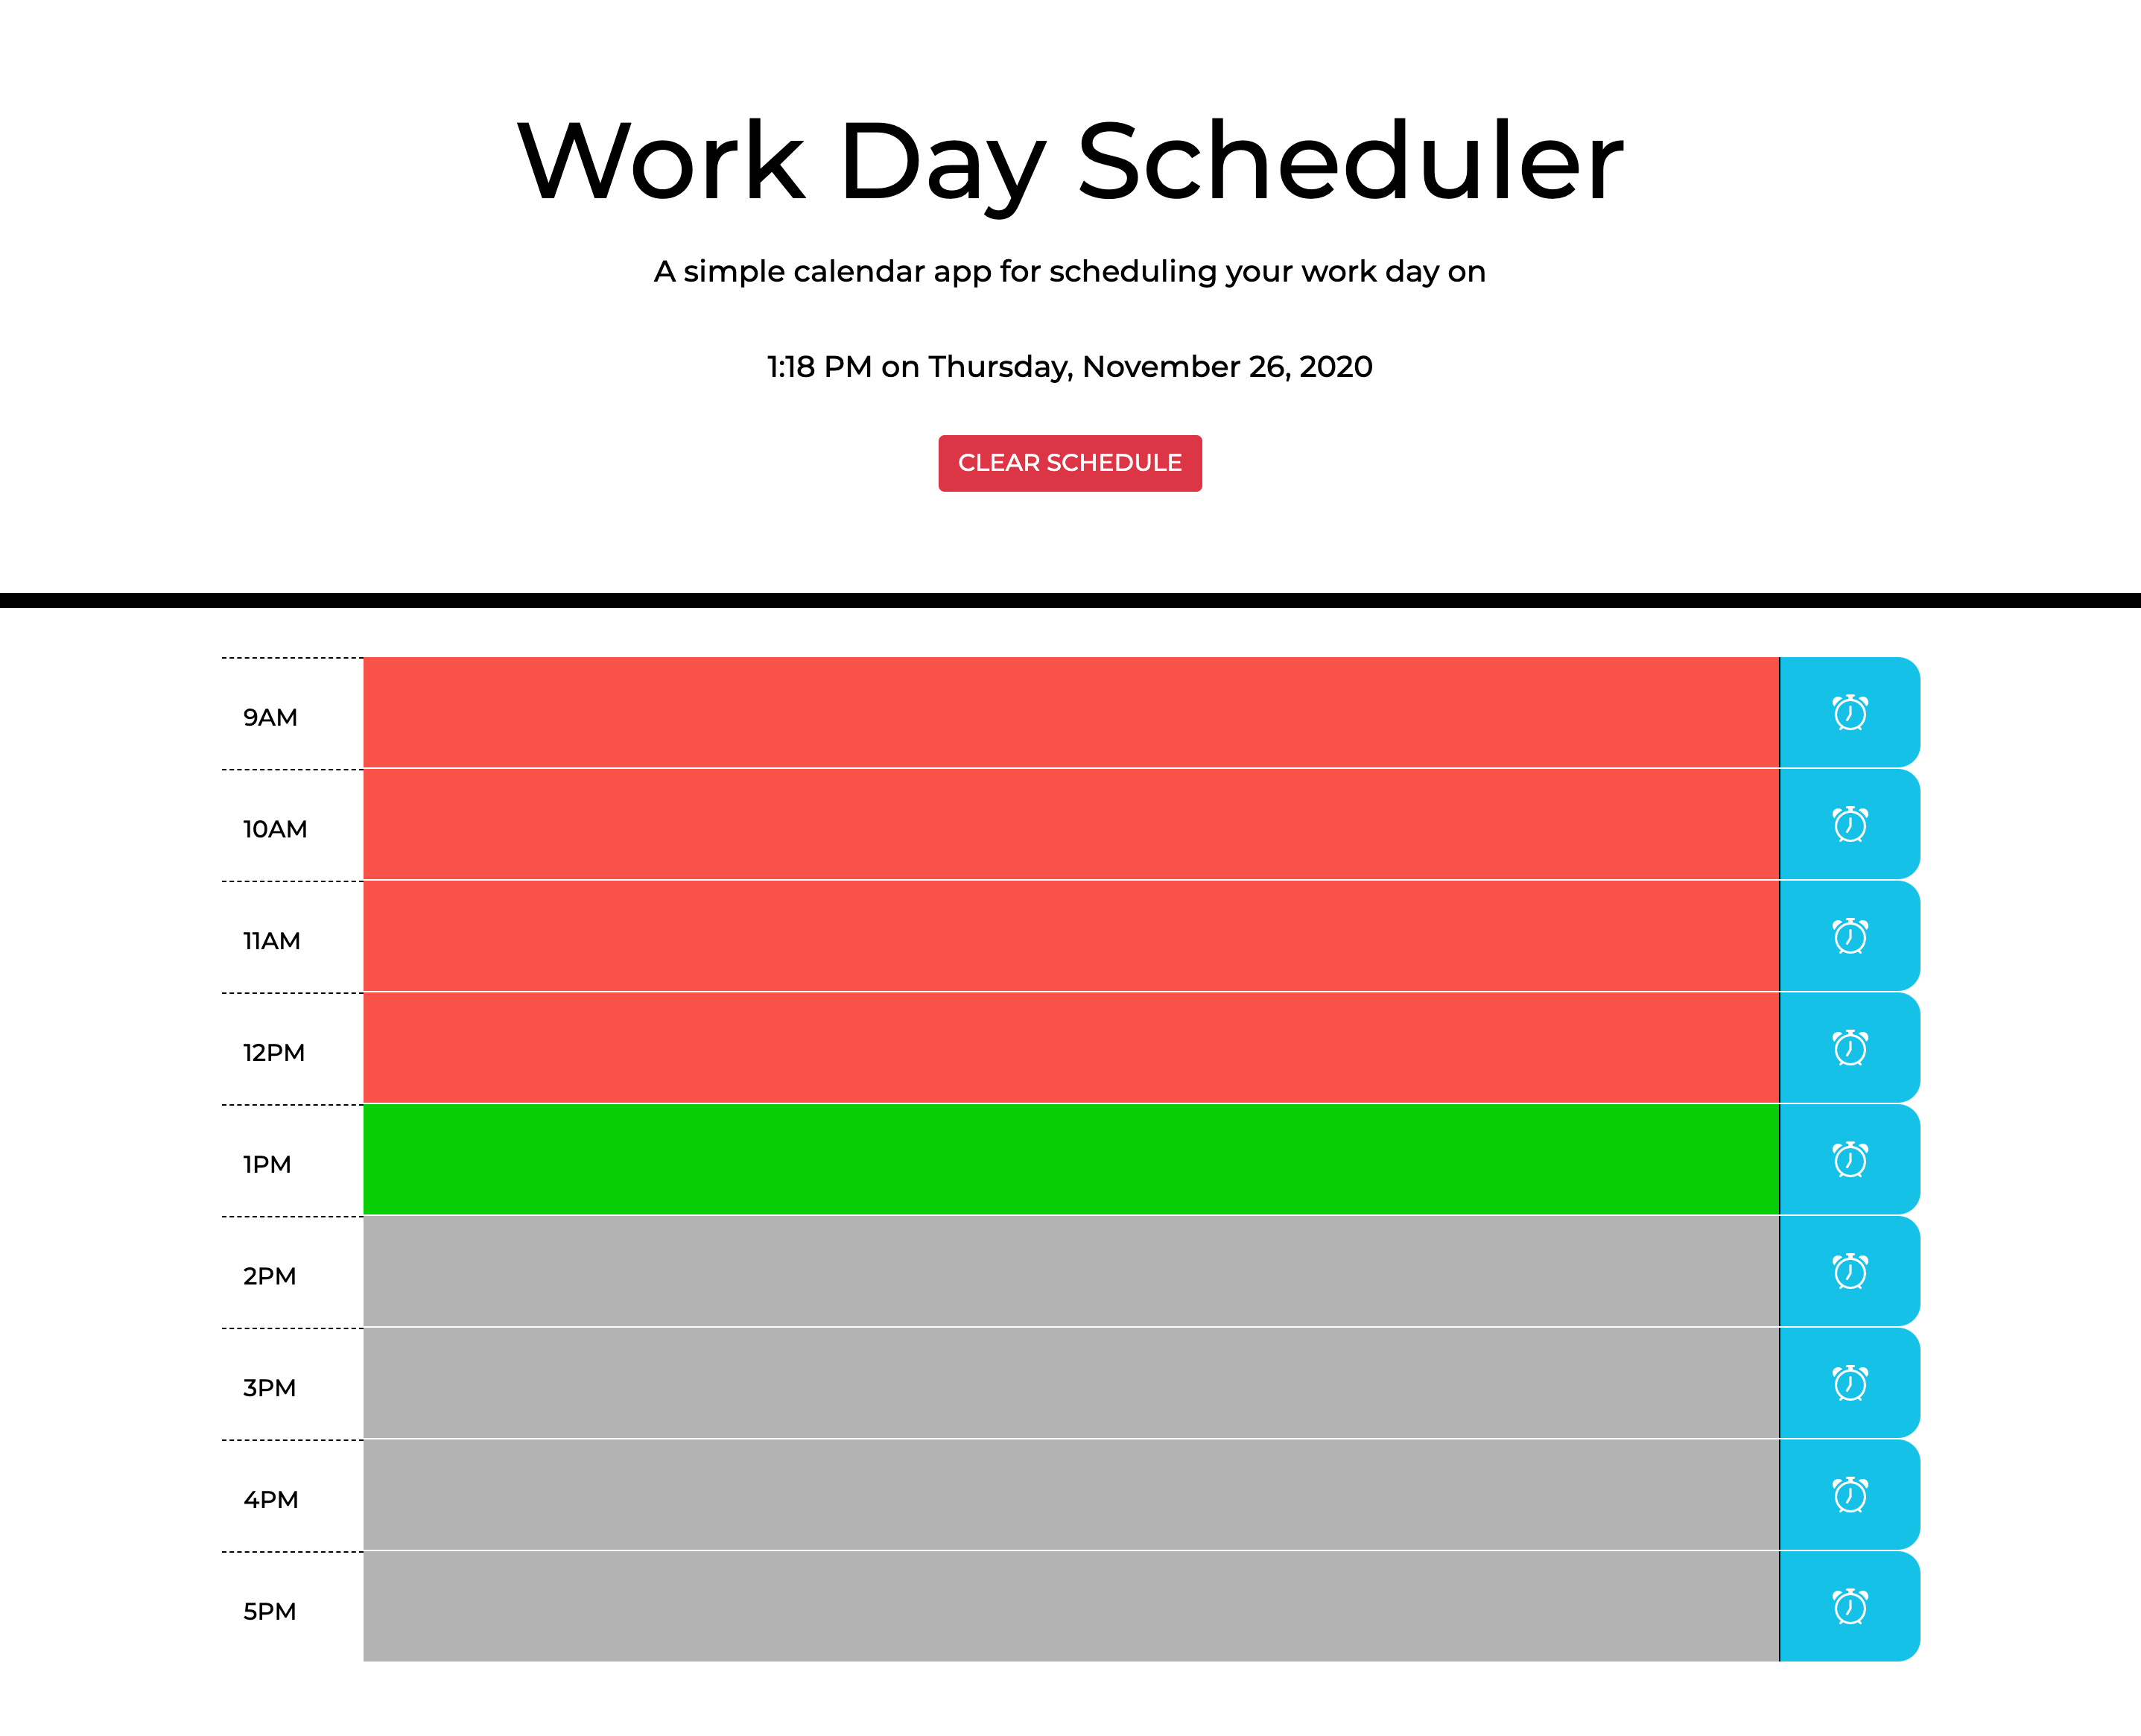 Work Day Scheduler
A simple calendar app for scheduling your work day on
1:18 PM on Thursday, November 26, 2020
CLEAR SCHEDULE
9AM
10AM
11AM
12PM
1PM
2PM
3PM
4PM
5PM